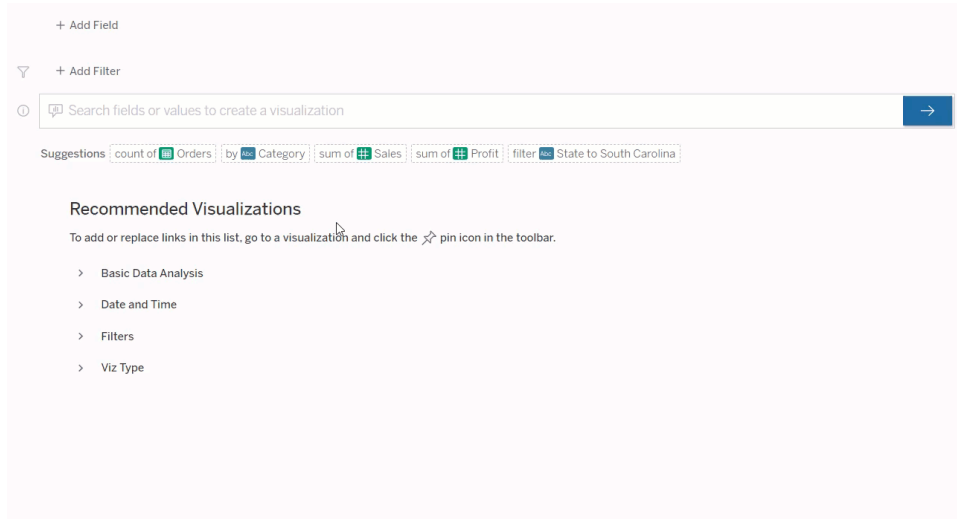 + Add Field
+ Add Filter
Search fields or values to create a visualization
Suggestions count of Orders by Abc Category sum of Sales sum of Profit filter Abc State to South Carolina
Recommended Visualizations
To add or replace links in this list, go to a visualization and click the pin icon in the toolbar.
Basic Data Analysis
Date and Time
Filters
Viz Type